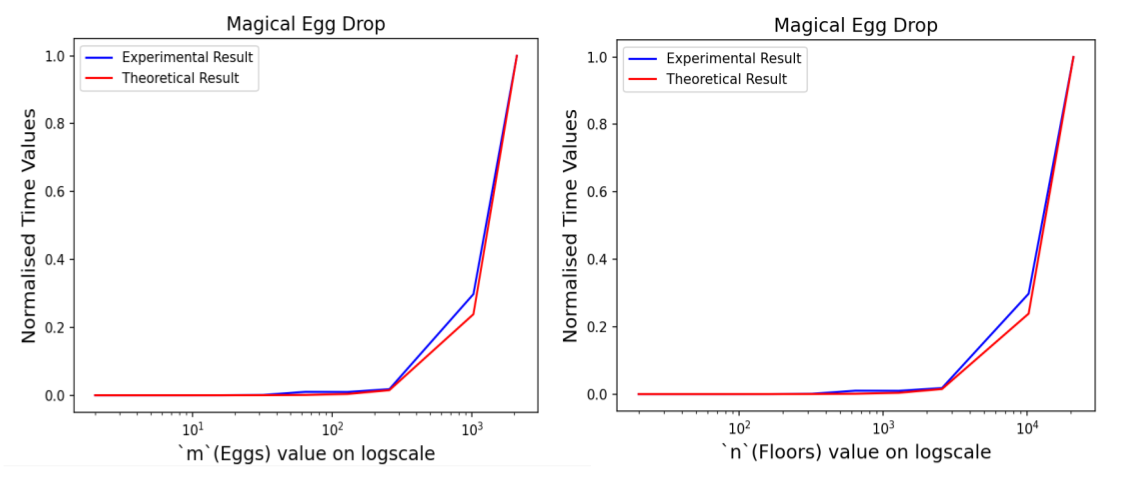 Magical Egg Drop
Experimental Result
Theoretical Result
1.0
0.8
0.6
0.4
0.2
0.0
Normalised Time Values
10¹ 10² 10³
`m`(Eggs) value on logscale
Magical Egg Drop
Experimental Result
Theoretical Result
1.0
0.8
0.6
0.4
0.2
0.0
Normalised Time Values
10² 10³ 10⁴
`n`(Floors) value on logscale